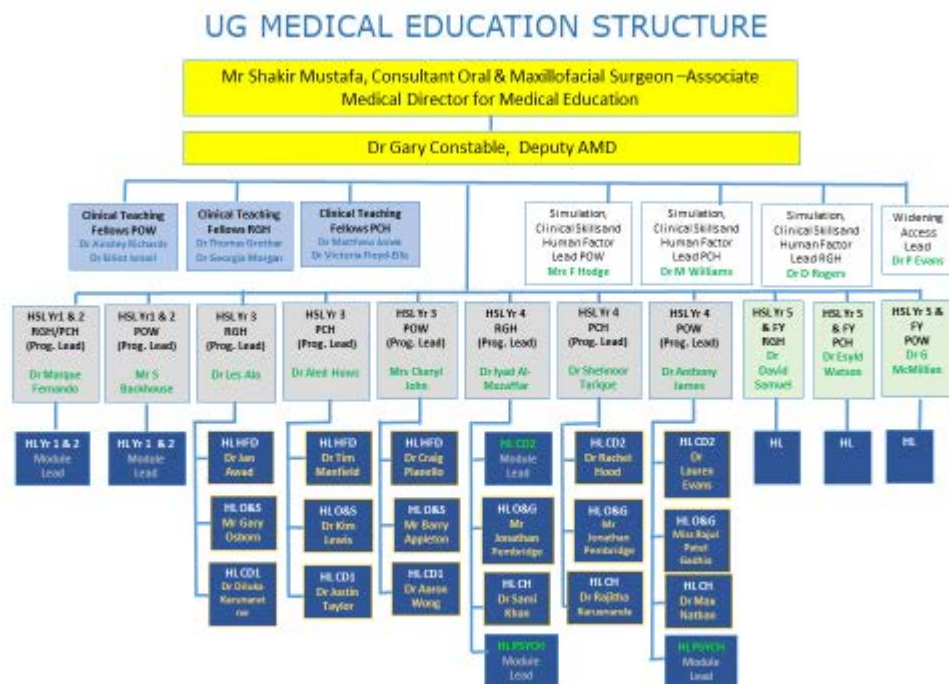 UG MEDICAL EDUCATION STRUCTURE
Mr Shakir Mustafa, Consultant Oral & Maxillofacial Surgeon –Associate
Medical Director for Medical Education
Dr Gary Constable, Deputy AMD
Clinical Teaching
Fellows POW
Dr Ainsley Richards
Dr Elliot
Clinical Teaching
Fellows RGH
Dr Thomas
Dr Georgia Morgan
Clinical Teaching
Fellows PCH
Dr Matthew
Dr Victoria
Simulation,
Clinical Skills and
Human Factor
Lead POW
Mrs F Hodge
Simulation,
Clinical Skills and
Human Factor
Lead PCH
Dr M Williams
Simulation,
Clinical Skills and
Human Factor
Lead RGH
Dr D Rogers
Widening
Access
Lead
Dr P Evans
HSL Yr1 & 2
RGH/PCH
(Prog. Lead)
Dr
Fernando
HSL Yr1 & 2
POW
(Prog. Lead)
Mr S
Backhouse
HSL Yr 3
RGH
(Prog. Lead)
Dr Les Ala
HSL Yr 3
PCH
(Prog. Lead)
Dr Aled Huws
HSL Yr 3
POW
(Prog. Lead)
Mrs Cheryl
John
HSL Yr 4
RGH
(Prog. Lead)
Dr Iyad Al-
Mozaffar
HSL Yr 4
PCH
(Prog. Lead)
Dr
Tarique
HSL Yr 4
POW
(Prog. Lead)
Dr Anthony
James
HSL Yr 5
& FY
RGH
Dr
David
Samuel
HSL Yr 5
& FY
PCH
Dr Esyld
Watson
HSL Yr 5 &
FY
POW
Dr G
McMillian
HL Yr 1 & 2
Module
Lead
HL Yr 1 & 2
Module
Lead
HL HFD
Dr Jan
Awad
HL HFD
Dr Tim
Manfield
HL HFD
Dr Craig
Pianello
HL CD2
Module
Lead
HL CD2
Dr Rachel
Hood
HL CD2
Dr
Lauren
Evans
HL
HL
HL
HL O&S
Mr Gary
Osborn
HL O&S
Dr Kim
Lewis
HL O&S
Mr Barry
Appleton
HL O&G
Mr
Jonathan
Pembridge
HL O&G
Mr
Jonathan
Pembridge
HL O&G
Miss Rajul
Patel
HL CD1
Dr
HL CD1
Dr Justin
Taylor
HL CD1
Dr Aaron
Wong
HL CH
Dr Sami
Khan
HL CH
Dr Rajitha
HL CH
Dr Max
Nathan
HL PSYCH
Module
Lead
HL PSYCH
Module
Lead